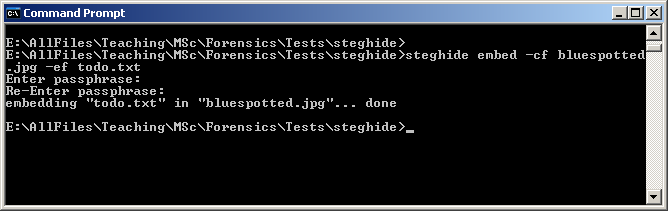 Command Prompt
E:\AllFiles\Teaching\MSc\Forensics\Tests\steghide>
E:\AllFiles\Teaching\MSc\Forensics\Tests\steghide>steghide embed -cf bluespotted
.jpg -ef todo.txt
Enter passphrase:
Re-Enter passphrase:
embedding "todo.txt" in "bluespotted.jpg"... done
E:\AllFiles\Teaching\MSc\Forensics\Tests\steghide>_